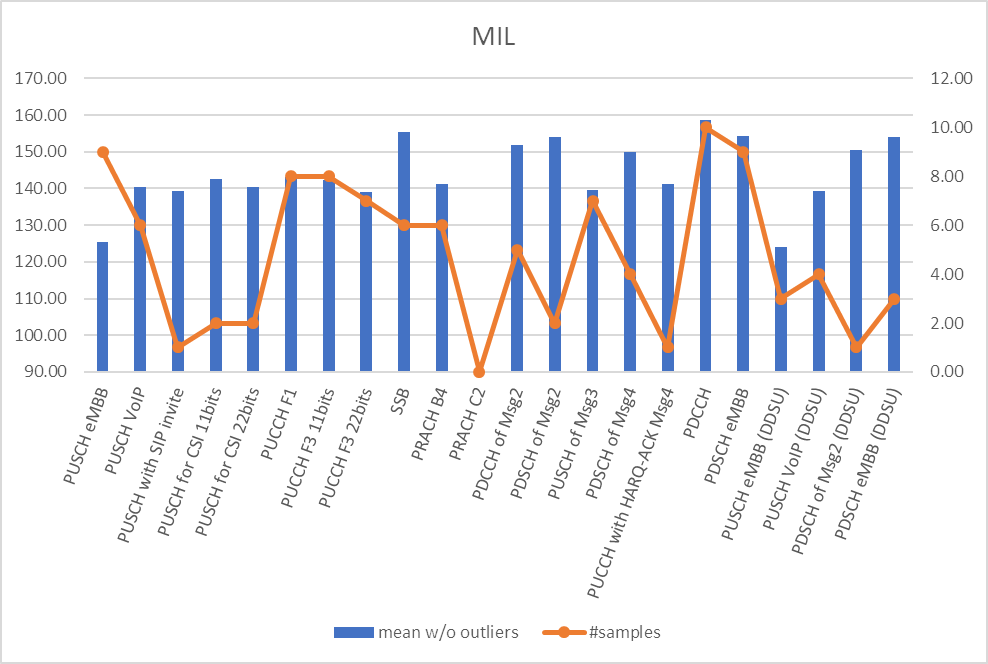 MIL
170.00
160.00
150.00
140.00
130.00
120.00
110.00
100.00
90.00
12.00
10.00
8.00
6.00
4.00
2.00
0.00
PUSCH eMBB
PUSCH VoIP
PUSCH with SIP invite
PUSCH for CSI 11bits
PUSCH for CSI 22bits
PUCCH F1
PUCCH F3 11bits
PUCCH F3 22bits
SSB
PRACH B4
PRACH C2
PDCCH of Msg2
PDSCH of Msg2
PUSCH of Msg3
PDSCH of Msg4
PUCCH with HARQ-ACK Msg4
PDCCH
PDSCH eMBB
PUSCH eMBB (DDSU)
PUSCH VoIP (DDSU)
PDSCH of Msg2 (DDSU)
PDSCH eMBB (DDSU)
mean w/o outliers
#samples